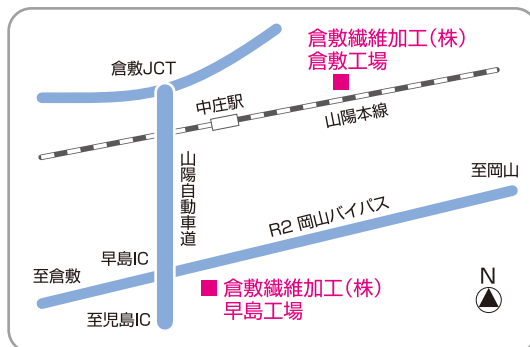 倉敷繊維加工(株)
倉敷工場
倉敷JCT
中庄駅
山陽本線
山陽自動車道
至岡山
R2 岡山バイパス
早島IC
至倉敷
倉敷繊維加工(株)
早島工場
至児島IC
N